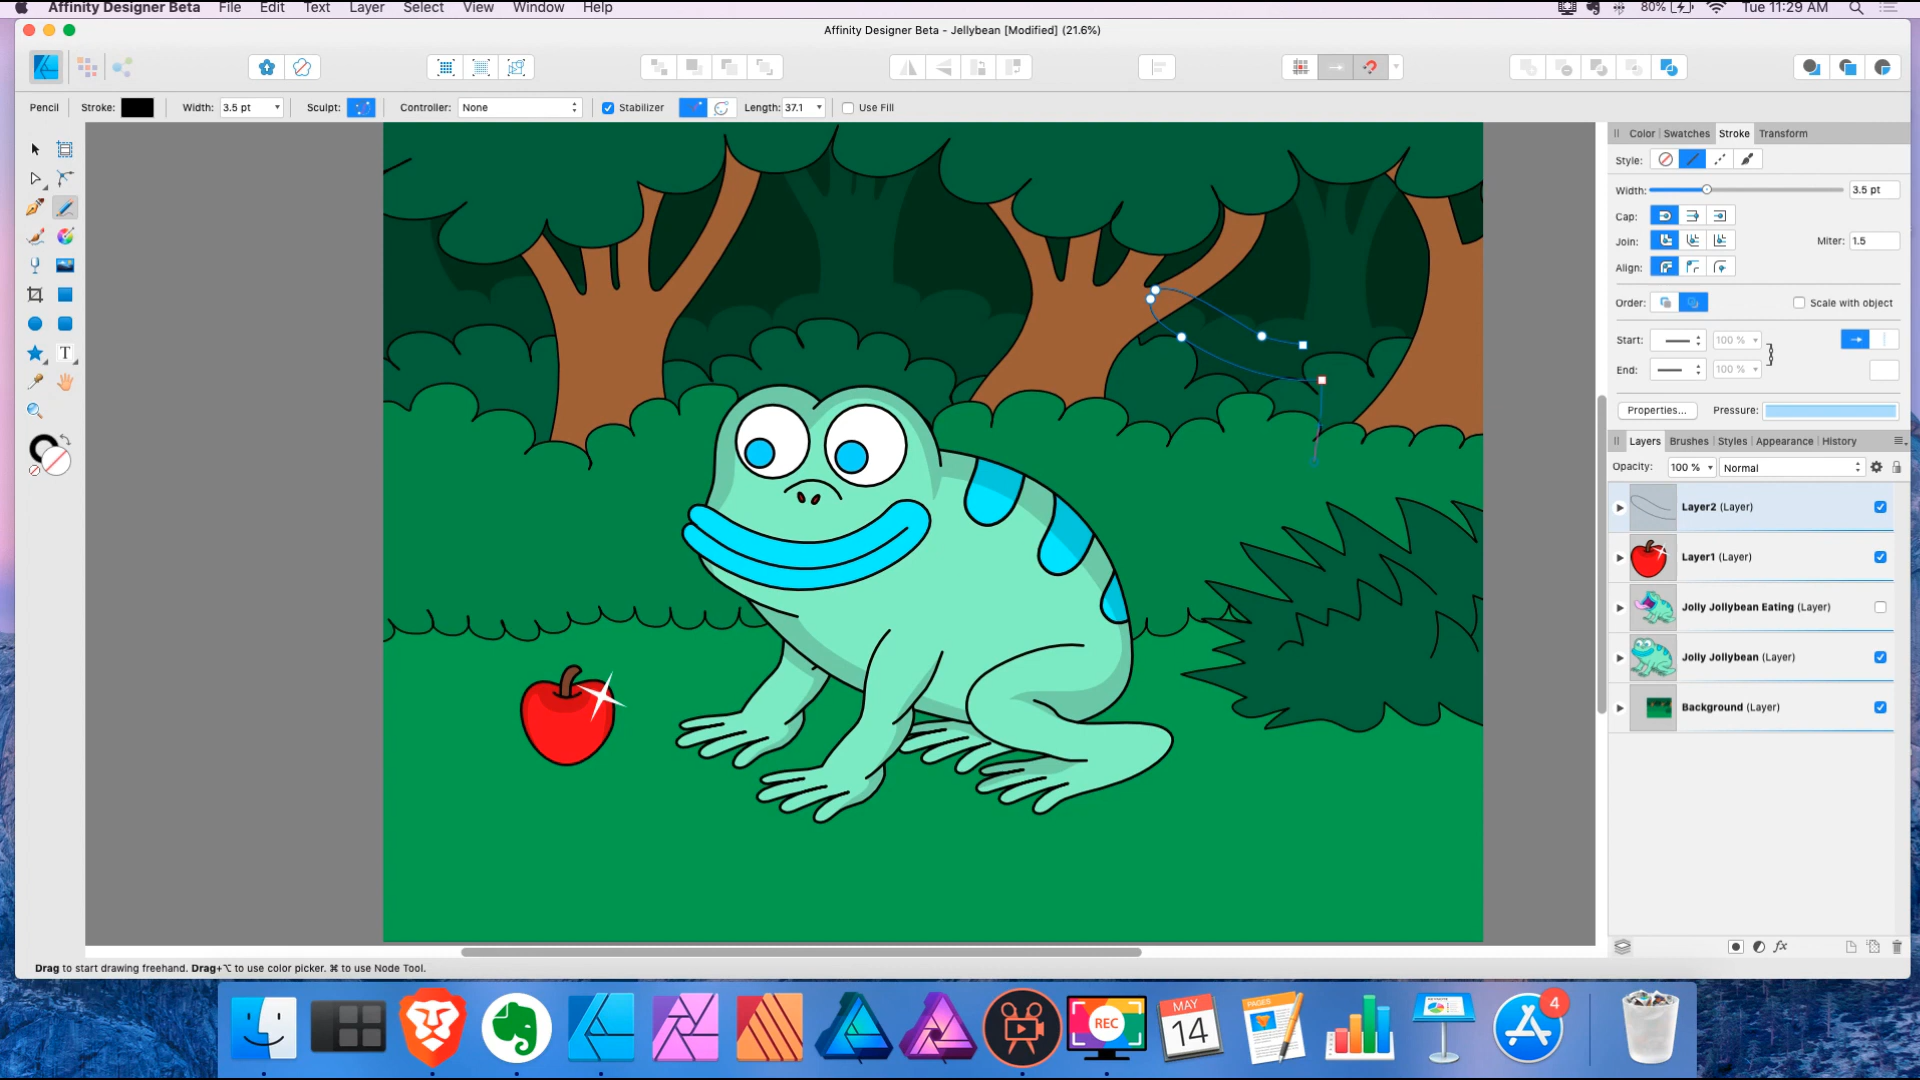 Affinity Designer Beta File Edit Text Layer Select View Window Help 80% Tue 11:29 AM
Affinity Designer Beta - Jellybean [Modified] (21.6%)
Pencil Stroke: Width: 3.5 pt Sculpt: Controller: None Stabilizer Length: 37.1 Use Fill
Color Swatches Stroke Transform
Style:
Width: 3.5 pt
Cap:
Join: Miter: 1.5
Align:
Order: Scale with object
Start: 100 %
End: 100 %
Properties... Pressure:
Layers Brushes Styles Appearance History
Opacity: 100 % Normal
Layer2 (Layer)
Layer1 (Layer)
Jolly Jollybean Eating (Layer)
Jolly Jollybean (Layer)
Background (Layer)
fx
T
Drag to start drawing freehand. Drag+⌥ to use color picker. ⌘ to use Node Tool.
REC
MAY
14
PAGES
4